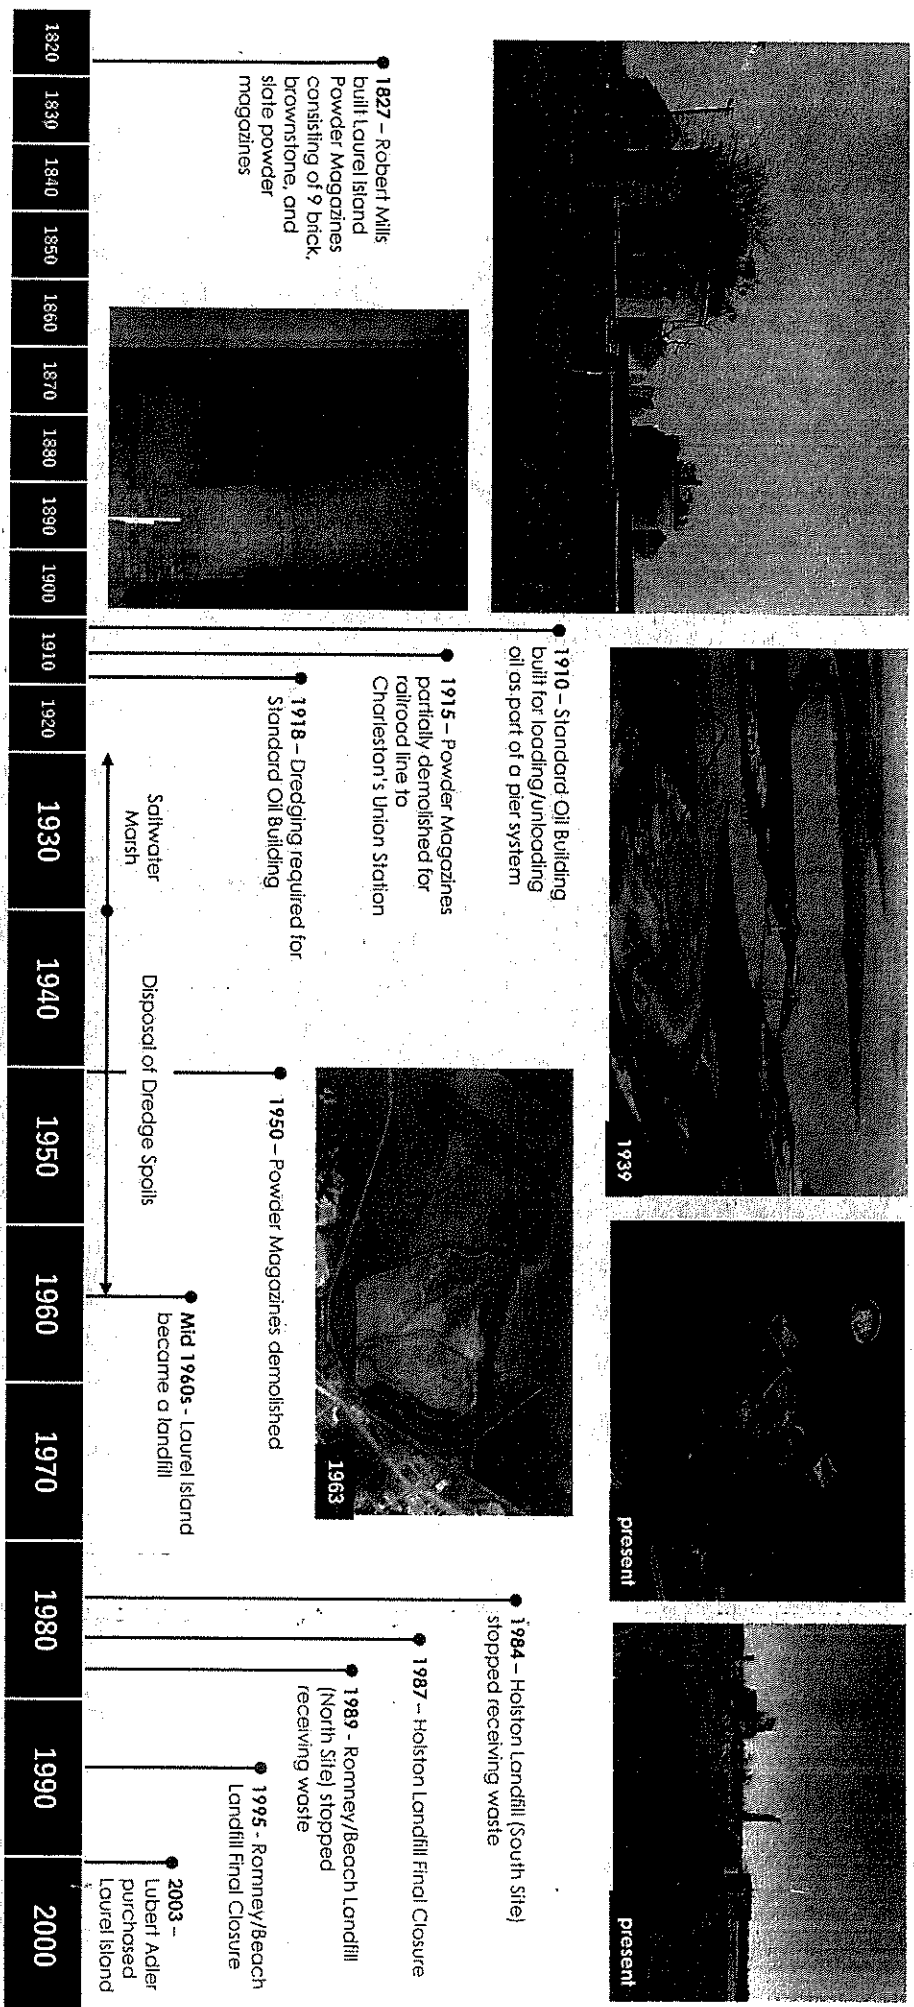 1939
present
present
1963
1827 – Robert Mills
built Laurel Island
Powder Magazines
consisting of 9 brick,
brownstone, and
slate powder
magazines
1910 – Standard Oil Building
built for loading/unloading
oil as part of a pier system
1915 – Powder Magazines
partially demolished for
railroad line to
Charleston's Union Station
1918 – Dredging required for
Standard Oil Building
Saltwater
Marsh
Disposal of Dredge Spoils
1950 – Powder Magazines demolished
Mid 1960s - Laurel Island
became a landfill
1984 – Holston Landfill (South Site)
stopped receiving waste
1987 – Holston Landfill Final Closure
1989 - Romney/Beach Landfill
(North Site) stopped
receiving waste
1995 - Romney/Beach
Landfill Final Closure
2003 –
Lubert Adler
purchased
Laurel Island
1820 1830 1840 1850 1860 1870 1880 1890 1900 1910 1920 1930 1940 1950 1960 1970 1980 1990 2000